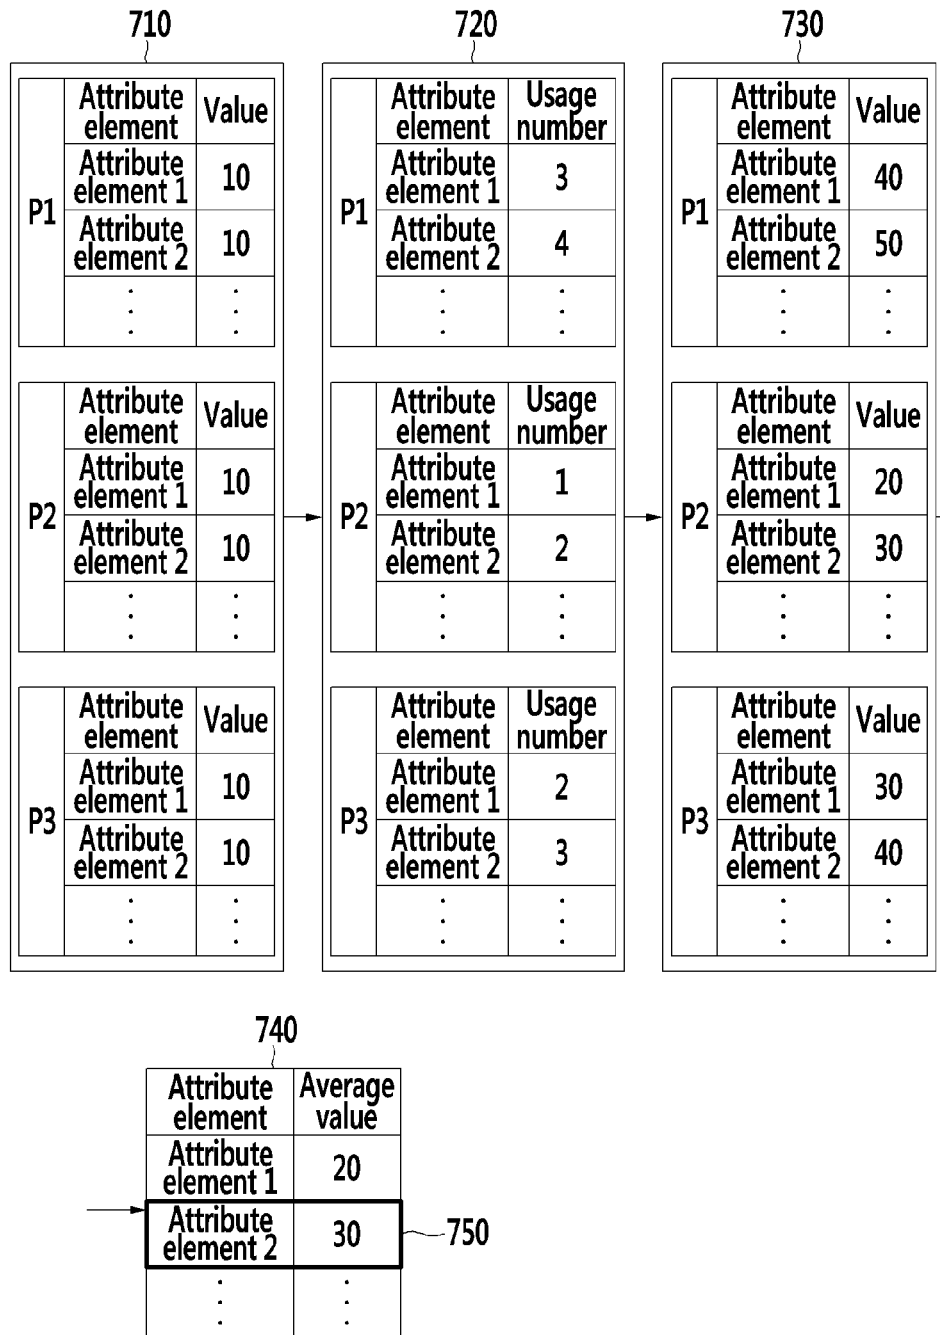 710
P1
Attribute element
Value
Attribute element 1
10
Attribute element 2
10
P2
Attribute element
Value
Attribute element 1
10
Attribute element 2
10
P3
Attribute element
Value
Attribute element 1
10
Attribute element 2
10
720
P1
Attribute element
Usage number
Attribute element 1
3
Attribute element 2
4
P2
Attribute element
Usage number
Attribute element 1
1
Attribute element 2
2
P3
Attribute element
Usage number
Attribute element 1
2
Attribute element 2
3
730
P1
Attribute element
Value
Attribute element 1
40
Attribute element 2
50
P2
Attribute element
Value
Attribute element 1
20
Attribute element 2
30
P3
Attribute element
Value
Attribute element 1
30
Attribute element 2
40
740
Attribute element
Average value
Attribute element 1
20
Attribute element 2
30
750